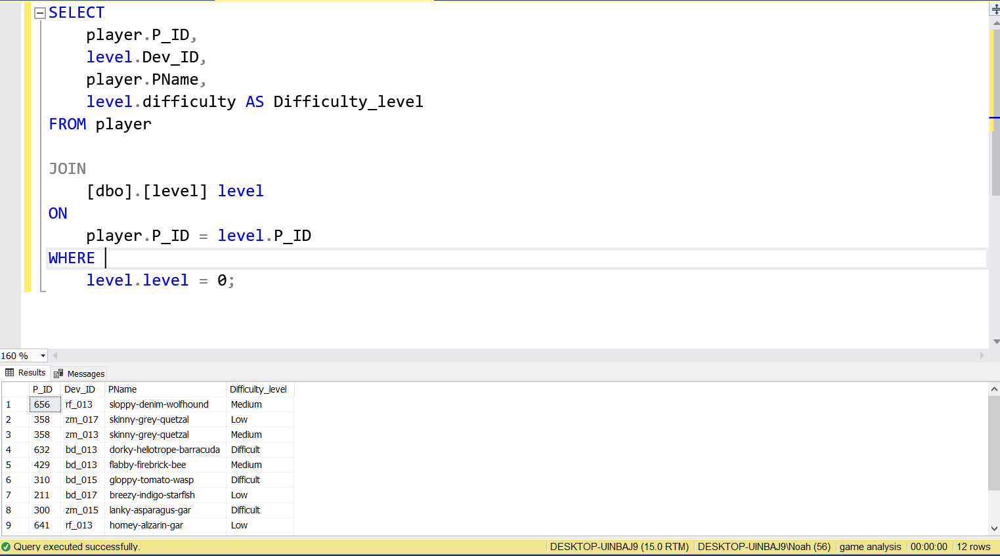 SELECT
player.P_ID,
level.Dev_ID,
player.PName,
level.difficulty AS Difficulty_level
FROM player
JOIN
[dbo].[level] level
ON
player.P_ID = level.P_ID
WHERE
level.level = 0;
160 %
Results Messages
P_ID Dev_ID PName Difficulty_level
1 656 rf_013 sloppy-denim-wolfhound Medium
2 358 zm_017 skinny-grey-quetzal Low
3 358 zm_013 skinny-grey-quetzal Medium
4 632 bd_013 dorky-heliotrope-barracuda Difficult
5 429 bd_013 flabby-firebrick-bee Medium
6 310 bd_015 gloppy-tomato-wasp Difficult
7 211 bd_017 breezy-indigo-starfish Low
8 300 zm_015 lanky-asparagus-gar Difficult
9 641 rf_013 homey-alizarin-gar Low
Query executed successfully. DESKTOP-UINBAJ9 (15.0 RTM) DESKTOP-UINBAJ9\Noah (56) game analysis 00:00:00 12 rows